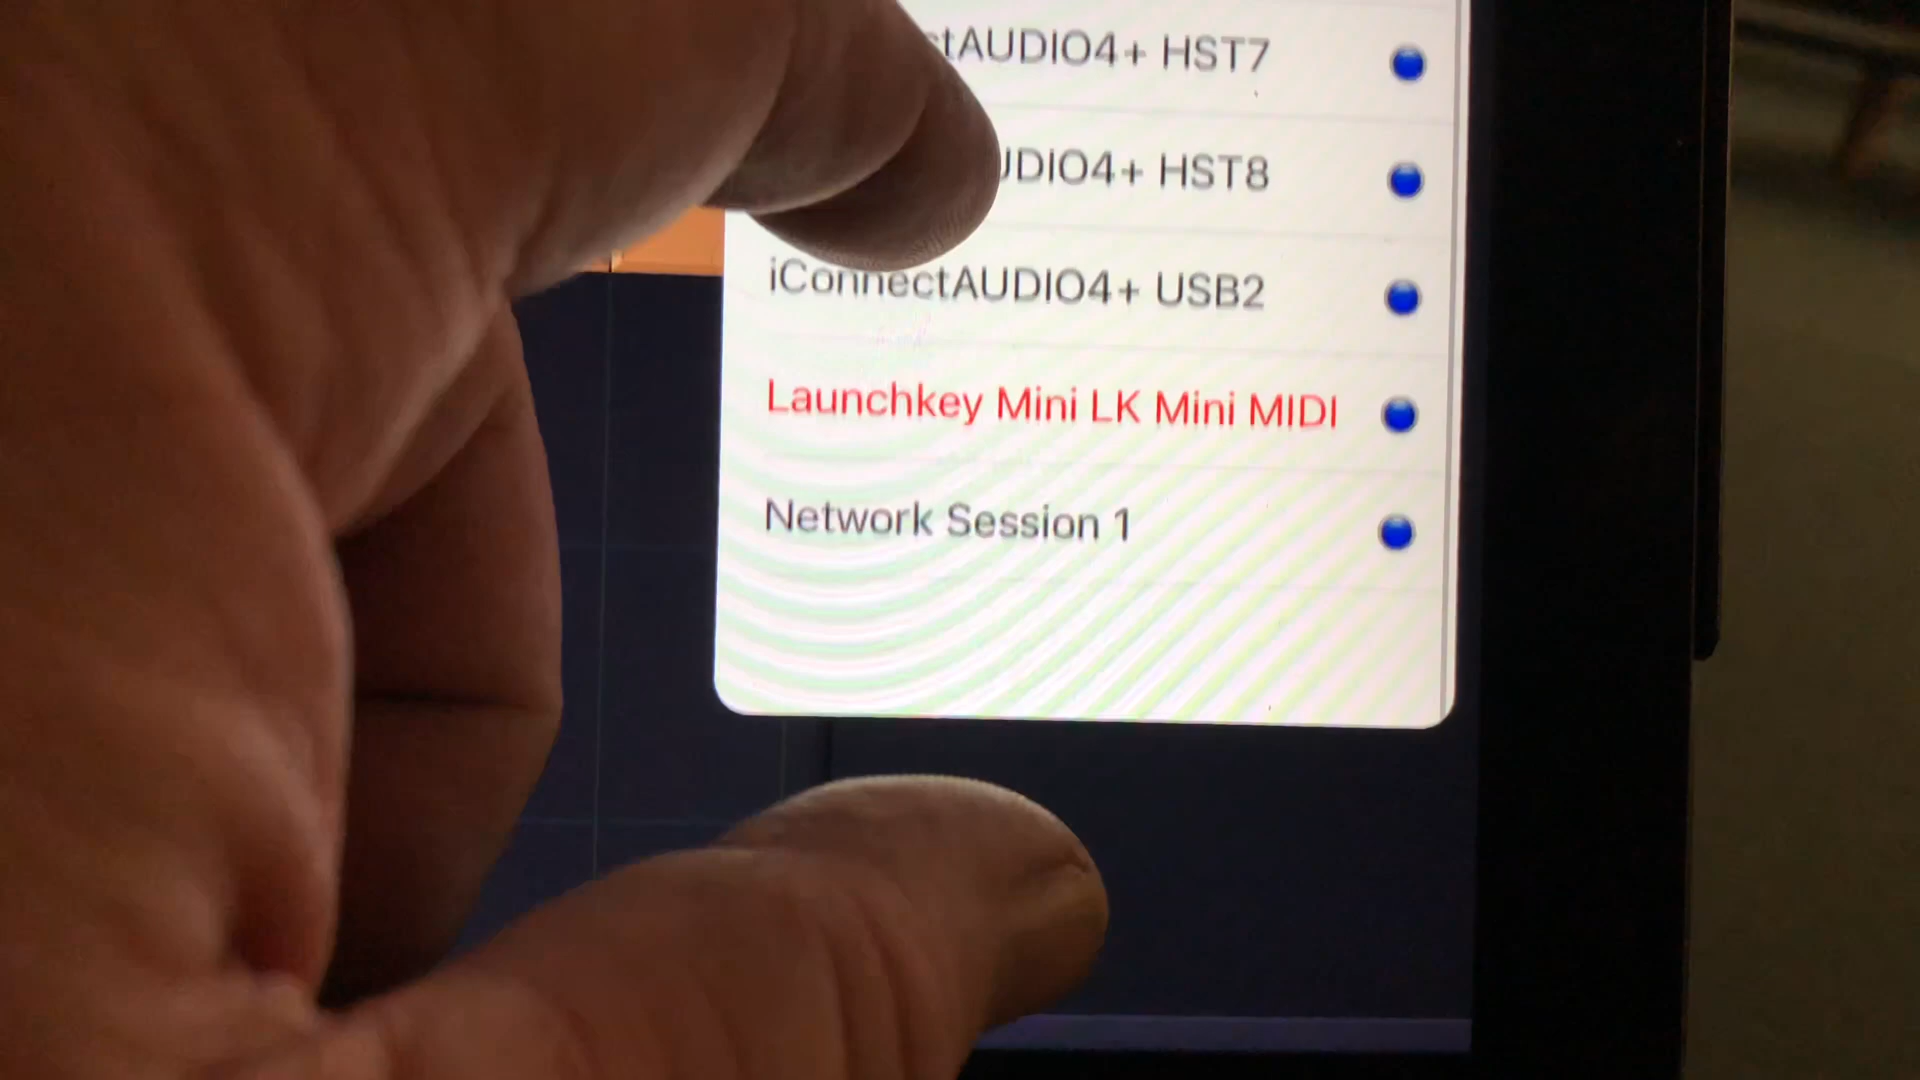 tAUDIO4+ HST7
UDIO4+ HST8
iConnectAUDIO4+ USB2
Launchkey Mini LK Mini MIDI
Network Session 1